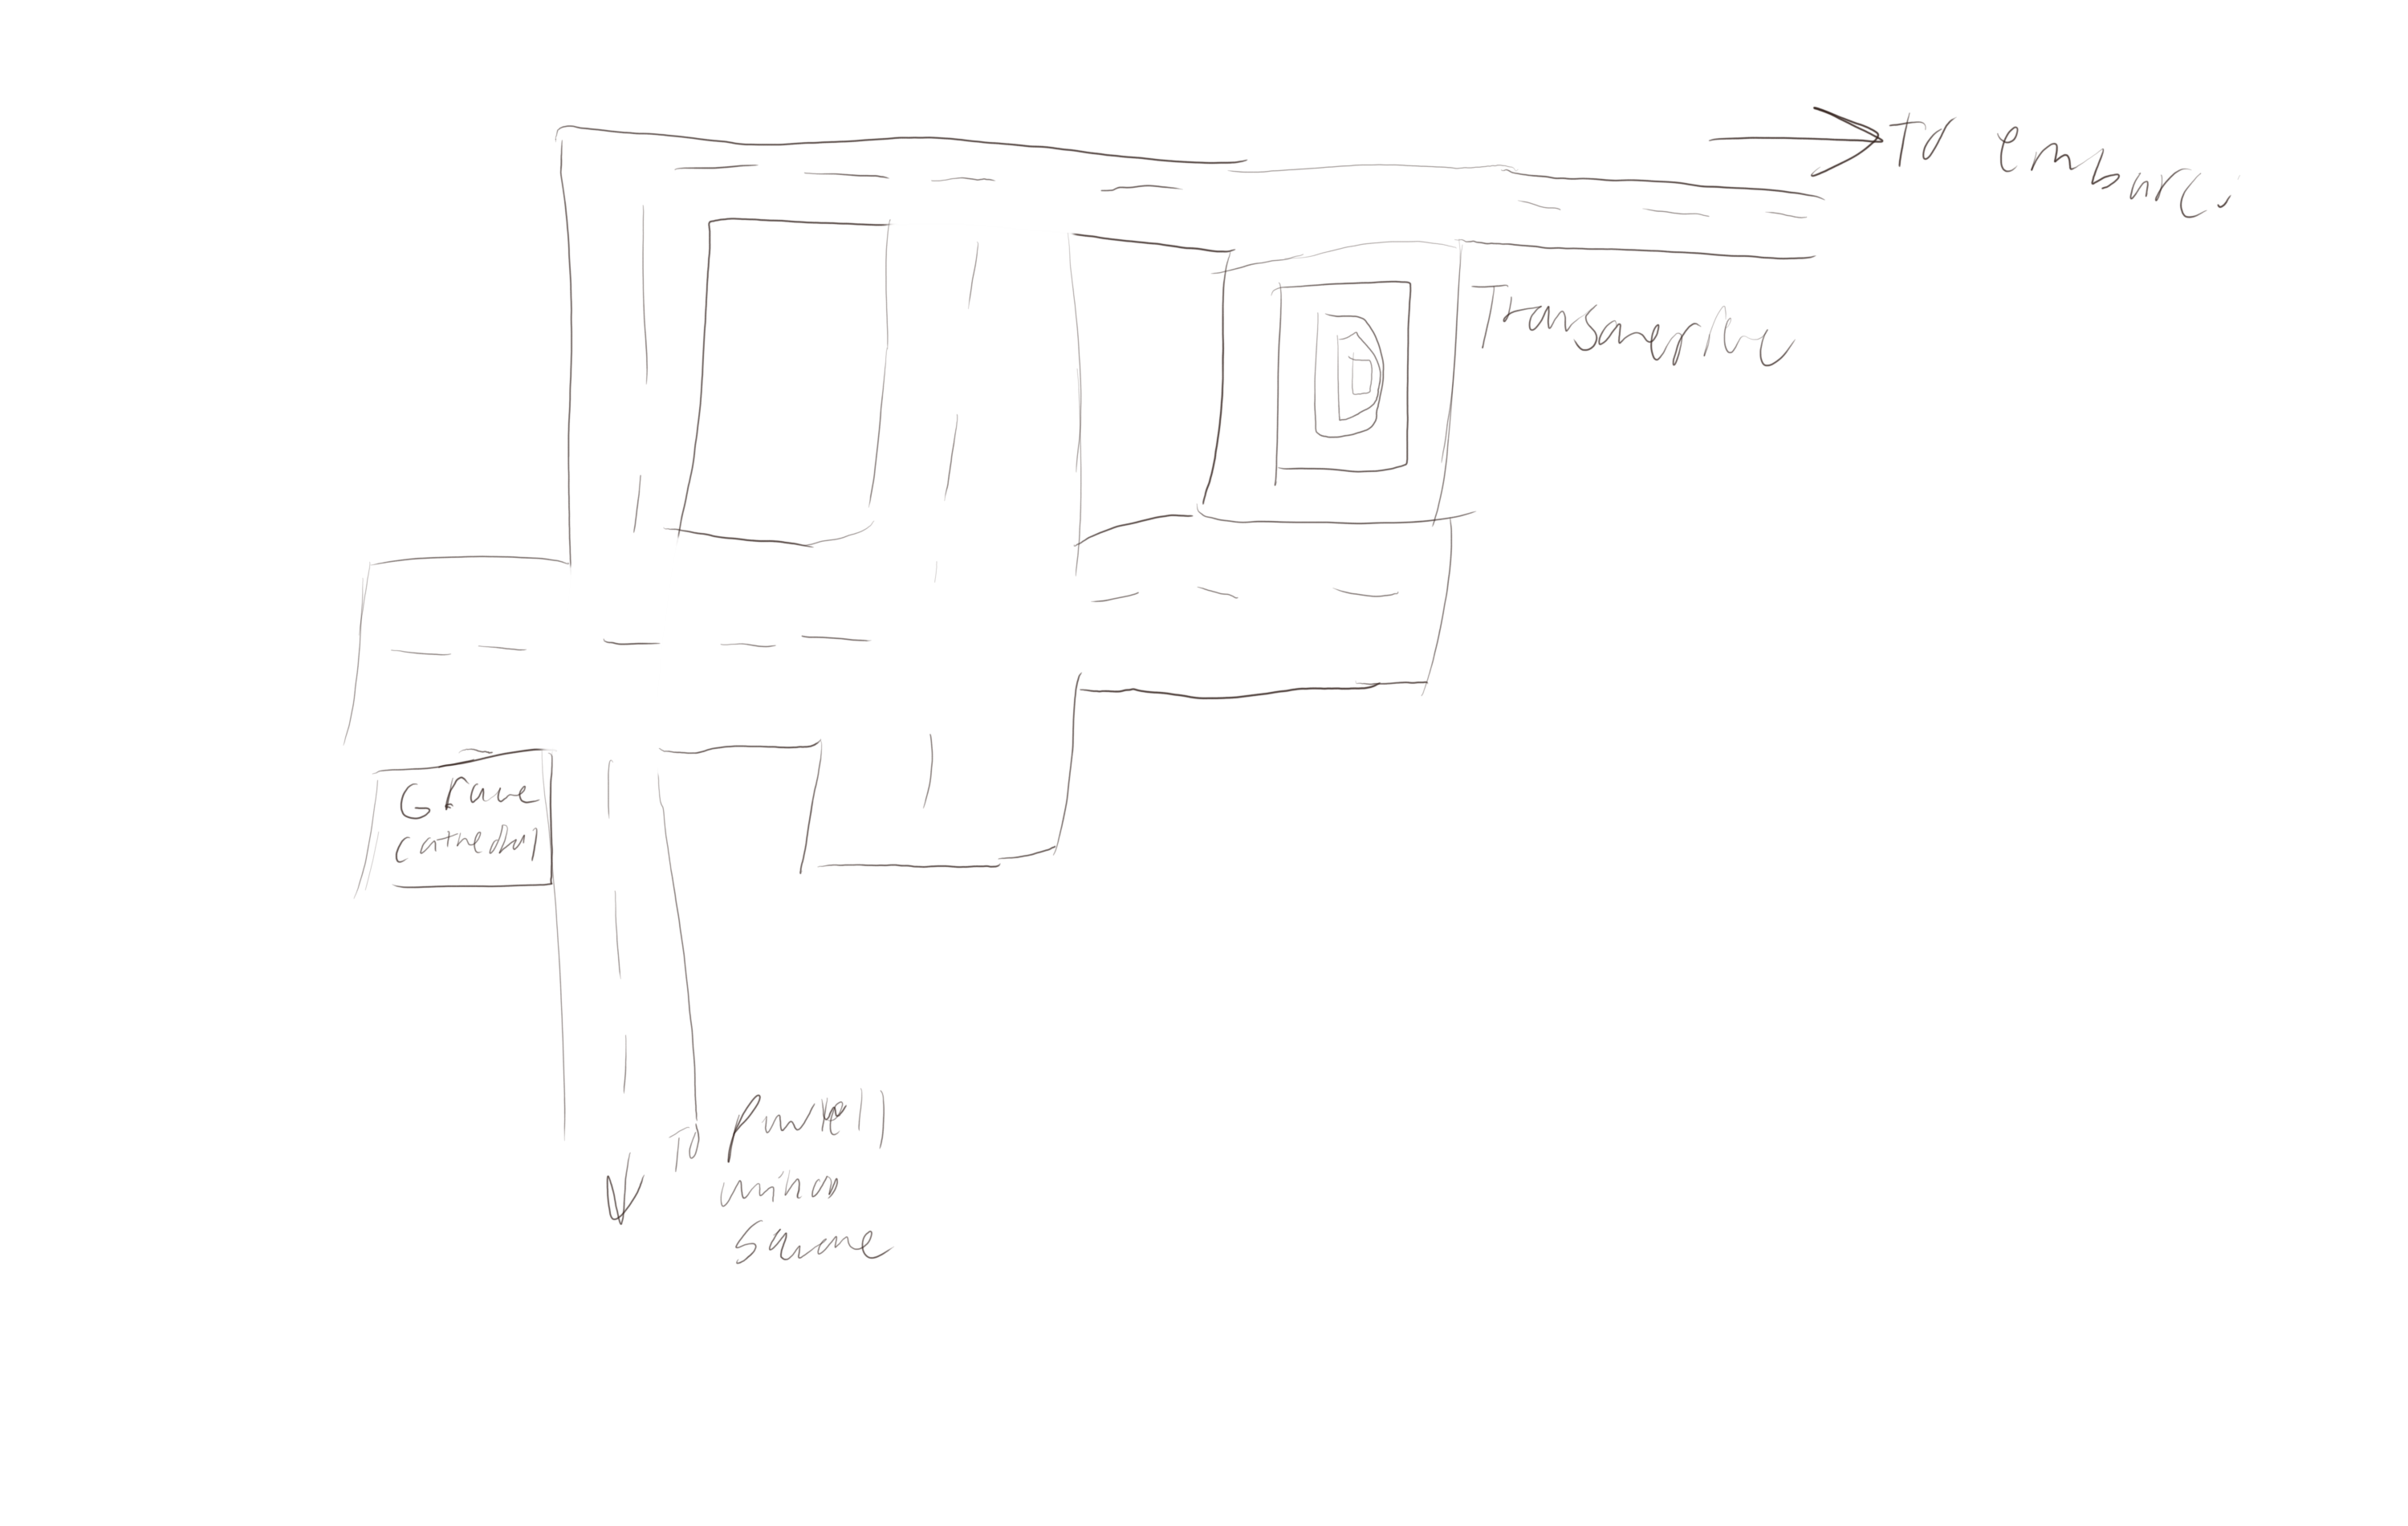 To embarc
Transamerica
Grace
cathedral
To powell
union
Square